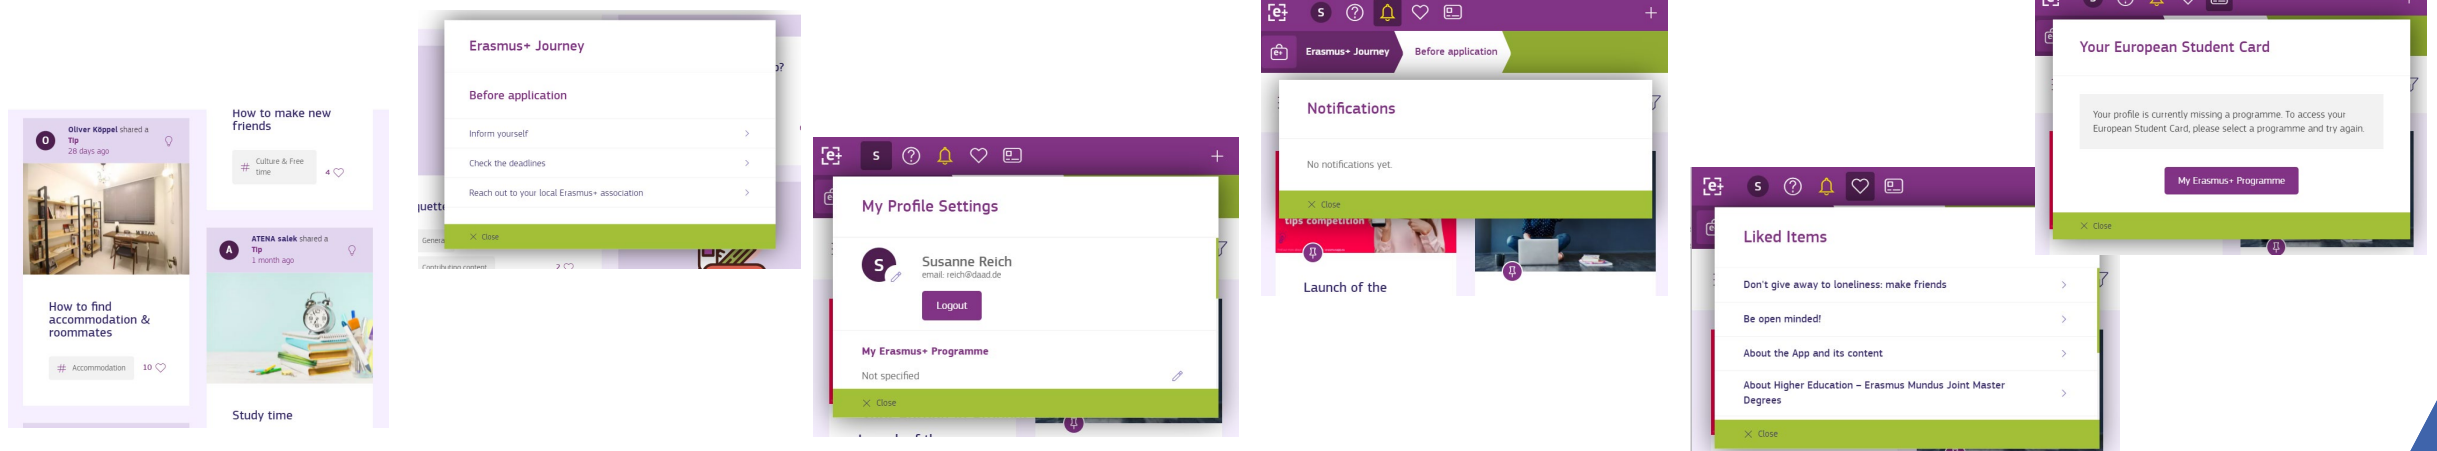 Oliver Köppel shared a
Tip
28 days ago
How to find
accommodation &
roommates
# Accommodation 10
How to make new
friends
# Culture & Free
time
4
ATENA salek shared a
Tip
1 month ago
Study time
Erasmus+ Journey
Before application
Inform yourself
Check the deadlines
Reach out to your local Erasmus+ association
Close
2
S
My Profile Settings
S
Susanne Reich
email: reich@daad.de
Logout
My Erasmus+ Programme
Not specified
Close
e+ S
Erasmus+ Journey Before application
Notifications
No notifications yet.
Close
tips competition
Launch of the
e+ S
Liked Items
Don't give away to loneliness: make friends
Be open minded!
About the App and its content
About Higher Education – Erasmus Mundus Joint Master
Degrees
Close
Your European Student Card
Your profile is currently missing a programme. To access your
European Student Card, please select a programme and try again.
My Erasmus+ Programme
Close